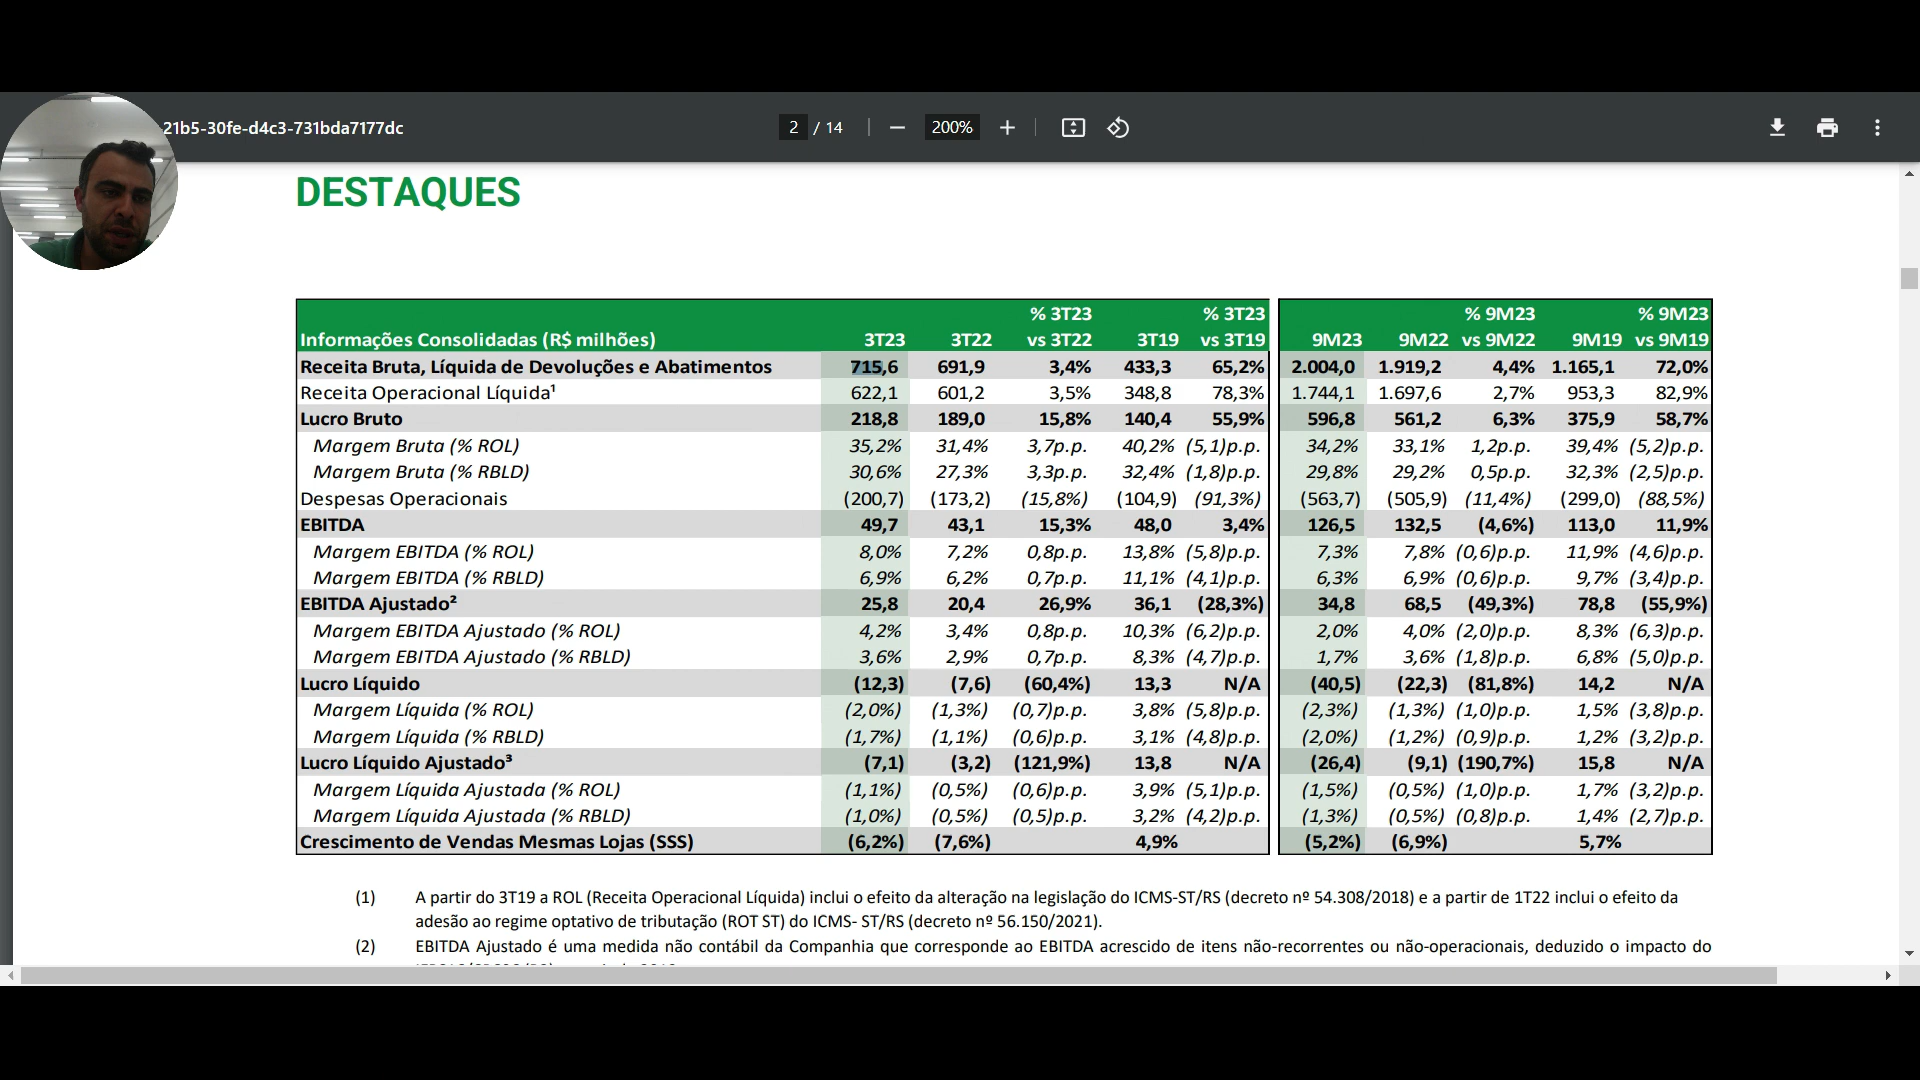 21b5-30fe-d4c3-731bda7177dc
2 / 14
200%
DESTAQUES
Informações Consolidadas (R$ milhões) 3T23 3T22 % 3T23 vs 3T22 3T19 % 3T23 vs 3T19 9M23 9M22 % 9M23 vs 9M22 9M19 % 9M23 vs 9M19
Receita Bruta, Líquida de Devoluções e Abatimentos 715,6 691,9 3,4% 433,3 65,2% 2.004,0 1.919,2 4,4% 1.165,1 72,0%
Receita Operacional Líquida¹ 622,1 601,2 3,5% 348,8 78,3% 1.744,1 1.697,6 2,7% 953,3 82,9%
Lucro Bruto 218,8 189,0 15,8% 140,4 55,9% 596,8 561,2 6,3% 375,9 58,7%
Margem Bruta (% ROL) 35,2% 31,4% 3,7p.p. 40,2% (5,1)p.p. 34,2% 33,1% 1,2p.p. 39,4% (5,2)p.p.
Margem Bruta (% RBLD) 30,6% 27,3% 3,3p.p. 32,4% (1,8)p.p. 29,8% 29,2% 0,5p.p. 32,3% (2,5)p.p.
Despesas Operacionais (200,7) (173,2) (15,8%) (104,9) (91,3%) (563,7) (505,9) (11,4%) (299,0) (88,5%)
EBITDA 49,7 43,1 15,3% 48,0 3,4% 126,5 132,5 (4,6%) 113,0 11,9%
Margem EBITDA (% ROL) 8,0% 7,2% 0,8p.p. 13,8% (5,8)p.p. 7,3% 7,8% (0,6)p.p. 11,9% (4,6)p.p.
Margem EBITDA (% RBLD) 6,9% 6,2% 0,7p.p. 11,1% (4,1)p.p. 6,3% 6,9% (0,6)p.p. 9,7% (3,4)p.p.
EBITDA Ajustado² 25,8 20,4 26,9% 36,1 (28,3%) 34,8 68,5 (49,3%) 78,8 (55,9%)
Margem EBITDA Ajustado (% ROL) 4,2% 3,4% 0,8p.p. 10,3% (6,2)p.p. 2,0% 4,0% (2,0)p.p. 8,3% (6,3)p.p.
Margem EBITDA Ajustado (% RBLD) 3,6% 2,9% 0,7p.p. 8,3% (4,7)p.p. 1,7% 3,6% (1,8)p.p. 6,8% (5,0)p.p.
Lucro Líquido (12,3) (7,6) (60,4%) 13,3 N/A (40,5) (22,3) (81,8%) 14,2 N/A
Margem Líquida (% ROL) (2,0%) (1,3%) (0,7)p.p. 3,8% (5,8)p.p. (2,3%) (1,3%) (1,0)p.p. 1,5% (3,8)p.p.
Margem Líquida (% RBLD) (1,7%) (1,1%) (0,6)p.p. 3,1% (4,8)p.p. (2,0%) (1,2%) (0,9)p.p. 1,2% (3,2)p.p.
Lucro Líquido Ajustado³ (7,1) (3,2) (121,9%) 13,8 N/A (26,4) (9,1) (190,7%) 15,8 N/A
Margem Líquida Ajustada (% ROL) (1,1%) (0,5%) (0,6)p.p. 3,9% (5,1)p.p. (1,5%) (0,5%) (1,0)p.p. 1,7% (3,2)p.p.
Margem Líquida Ajustada (% RBLD) (1,0%) (0,5%) (0,5)p.p. 3,2% (4,2)p.p. (1,3%) (0,5%) (0,8)p.p. 1,4% (2,7)p.p.
Crescimento de Vendas Mesmas Lojas (SSS) (6,2%) (7,6%) 4,9% (5,2%) (6,9%) 5,7%
(1) A partir do 3T19 a ROL (Receita Operacional Líquida) inclui o efeito da alteração na legislação do ICMS-ST/RS (decreto nº 54.308/2018) e a partir de 1T22 inclui o efeito da
adesão ao regime optativo de tributação (ROT ST) do ICMS- ST/RS (decreto nº 56.150/2021).
(2) EBITDA Ajustado é uma medida não contábil da Companhia que corresponde ao EBITDA acrescido de itens não-recorrentes ou não-operacionais, deduzido o impacto do